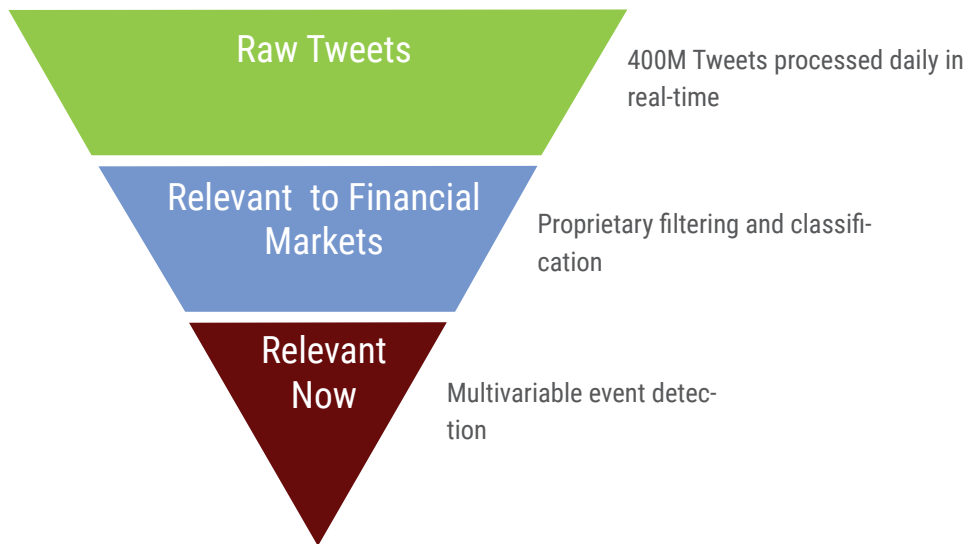 Raw Tweets
400M Tweets processed daily in
real-time
Relevant to Financial
Markets
Proprietary filtering and classifi-
cation
Relevant
Now
Multivariable event detec-
tion